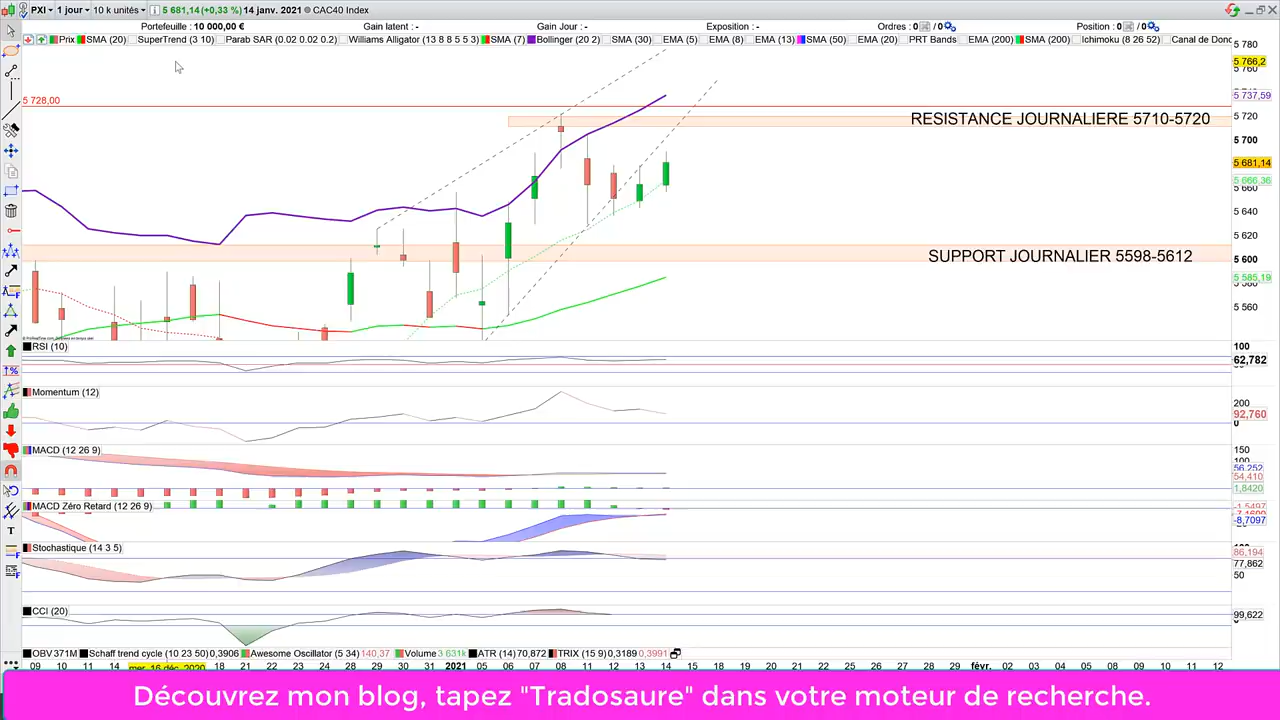 PXI 1 jour 10 k unités 5 681,14 (+0,33 %) 14 janv. 2021 CAC40 Index
Portefeuille : 10 000,00 € Gain latent : - Gain Jour : - Exposition : - Ordres : 0 / 0 Position : 0 / 0
Prix SMA (20) SuperTrend (3 10) Parab SAR (0.02 0.02 0.2) Williams Alligator (13 8 8 5 5 3) SMA (7) Bollinger (20 2) SMA (30) EMA (5) EMA (8) EMA (13) SMA (50) EMA (20) PRT Bands EMA (200) SMA (200) Ichimoku (8 26 52) Canal de Donc
5 780
5 766,2
5 737,59
5 728,00
5 720
RESISTANCE JOURNALIERE 5710-5720
5 700
5 681,14
5 666,36
5 660
5 640
5 620
5 600
SUPPORT JOURNALIER 5598-5612
5 585,19
5 560
RSI (10) 100
62,782
Momentum (12)
200
92,760
0
MACD (12 26 9) 150
100
56,252
54,410
1,8420
MACD Zéro Retard (12 26 9) -1,5497
-8,7097
Stochastique (14 3 5)
86,194
77,862
50
CCI (20) 99,622
OBV 371M Schaff trend cycle (10 23 50) 0,3906 Awesome Oscillator (5 34) 140,37 Volume 3 631k ATR (14) 70,872 TRIX (15 9) 0,3189 0,3991
09 10 11 14 mer. 16 déc. 2020 18 21 22 23 24 28 29 30 31 2021 05 06 07 08 11 12 13 14 15 18 19 20 21 22 25 26 27 28 29 févr. 02 03 04 05 08 09 10 11 12
Découvrez mon blog, tapez "Tradosaure" dans votre moteur de recherche.